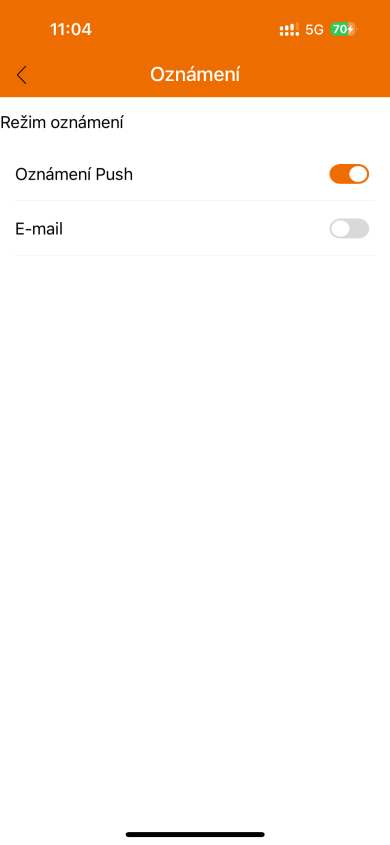 11:04 5G 70
Oznámení
Režim oznámení
Oznámení Push
E-mail